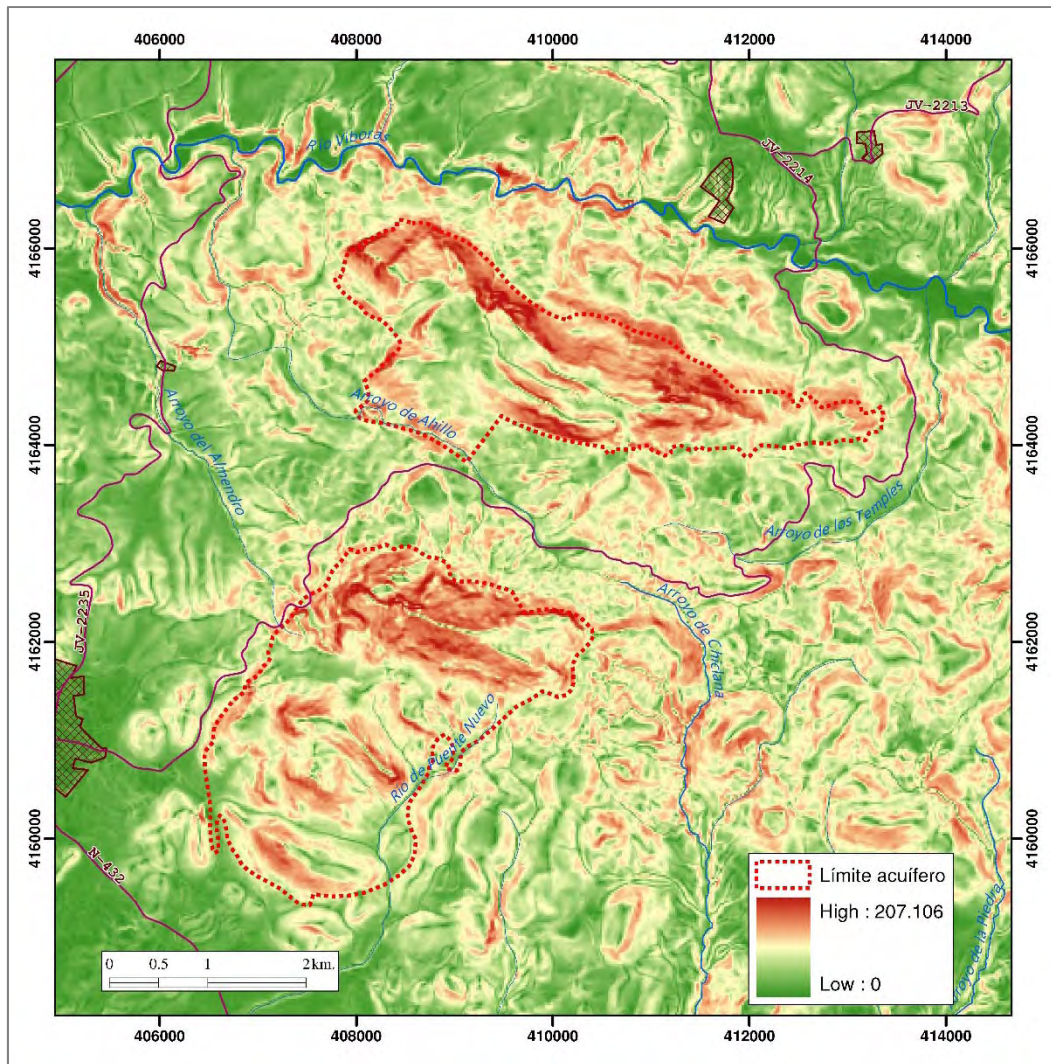 406000 408000 410000 412000 414000
4166000
4164000
4162000
4160000
4166000
4164000
4162000
4160000
JV-2213
JV-2214
Río Víboras
Arroyo de Ahillo
Arroyo del Almendro
Arroyo de los Temples
Arroyo de Chiclana
JV-2235
Río de Puente Nuevo
N-432
Arroyo de la Piedra
Límite acuífero
High : 207.106
Low : 0
0 0.5 1 2 km.
406000 408000 410000 412000 414000